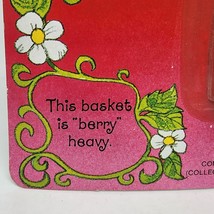 This basket
is "berry"
heavy.